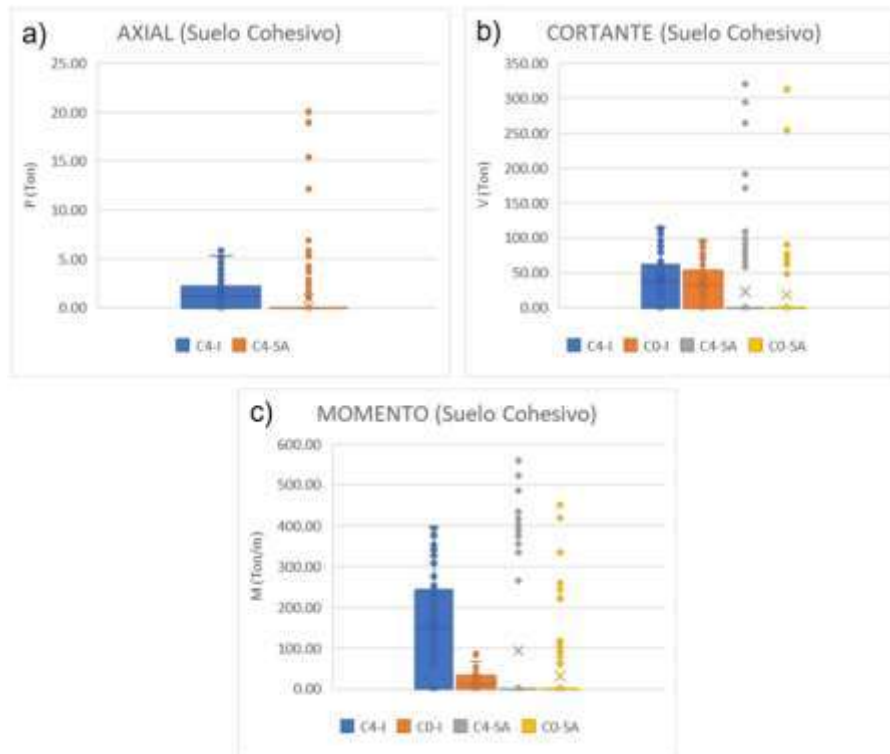 a)
AXIAL (Suelo Cohesivo)
25.00
20.00
15.00
10.00
5.00
0.00
P (Ton)
C4-I C4-SA
b)
CORTANTE (Suelo Cohesivo)
350.00
300.00
250.00
200.00
150.00
100.00
50.00
0.00
V (Ton)
C4-I C0-I C4-SA C0-SA
c)
MOMENTO (Suelo Cohesivo)
600.00
500.00
400.00
300.00
200.00
100.00
0.00
M (Ton/m)
C4-I C0-I C4-SA C0-SA